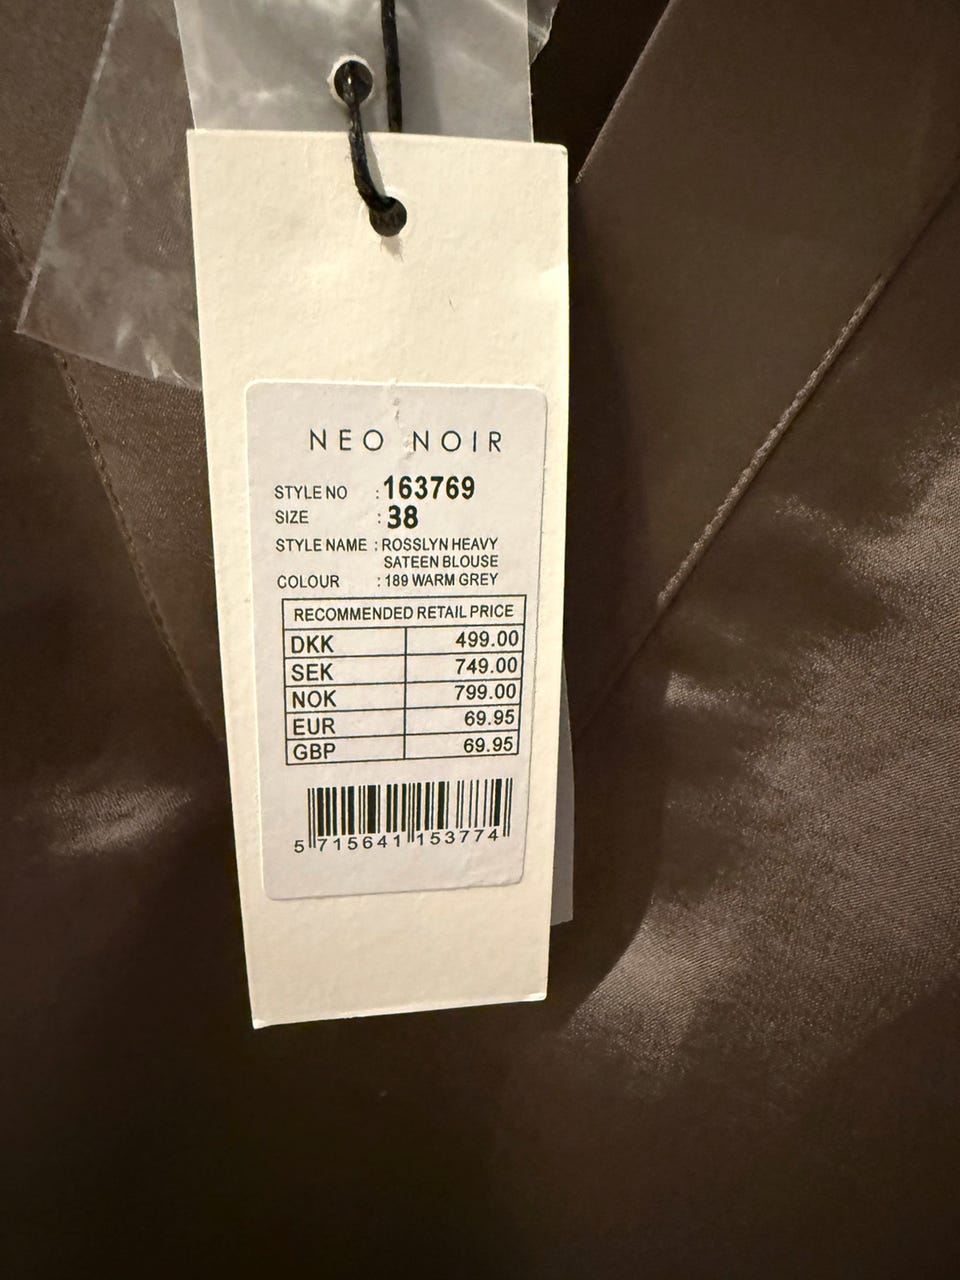 NEO NOIR
STYLE NO : 163769
SIZE : 38
STYLE NAME : ROSSLYN HEAVY
SATEEN BLOUSE
COLOUR : 189 WARM GREY
RECOMMENDED RETAIL PRICE
DKK 499.00
SEK 749.00
NOK 799.00
EUR 69.95
GBP 69.95
5 715641 153774